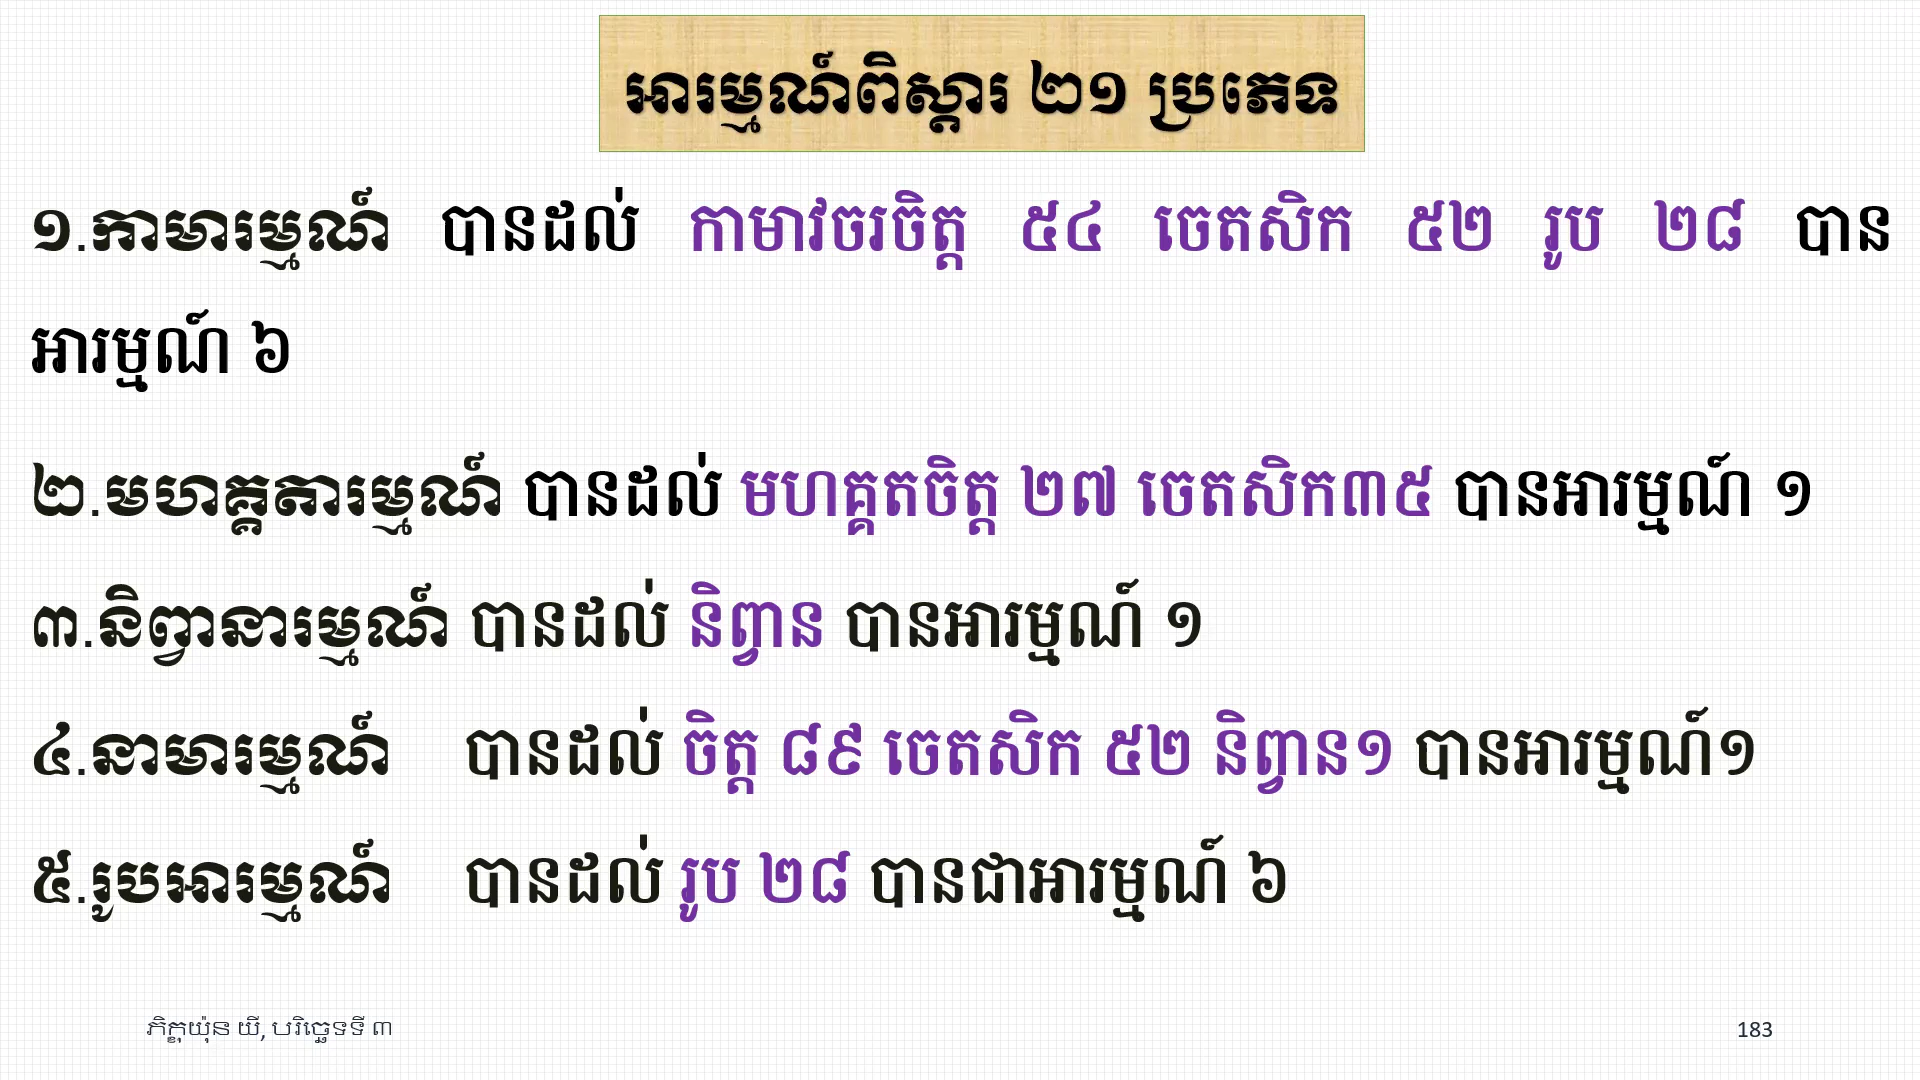 អារម្មណ៍ពិស្ដារ ២១ ប្រភេទ
១.កាមារម្មណ៍ បានដល់ កាមាវចរចិត្ត ៥៤ ចេតសិក ៥២ រូប ២៨ បាន
អារម្មណ៍ ៦
២.មហគ្គតារម្មណ៍ បានដល់ មហគ្គតចិត្ត ២៧ ចេតសិក៣៥ បានអារម្មណ៍ ១
៣.និព្វានារម្មណ៍ បានដល់ និព្វាន បានអារម្មណ៍ ១
៤.នាមារម្មណ៍ បានដល់ ចិត្ត ៨៩ ចេតសិក ៥២ និព្វាន១ បានអារម្មណ៍១
៥.រូបអារម្មណ៍ បានដល់ រូប ២៨ បានជាអារម្មណ៍ ៦
ភិក្ខុយ៉ុន យី, បរិច្ឆេទទី ៣
183